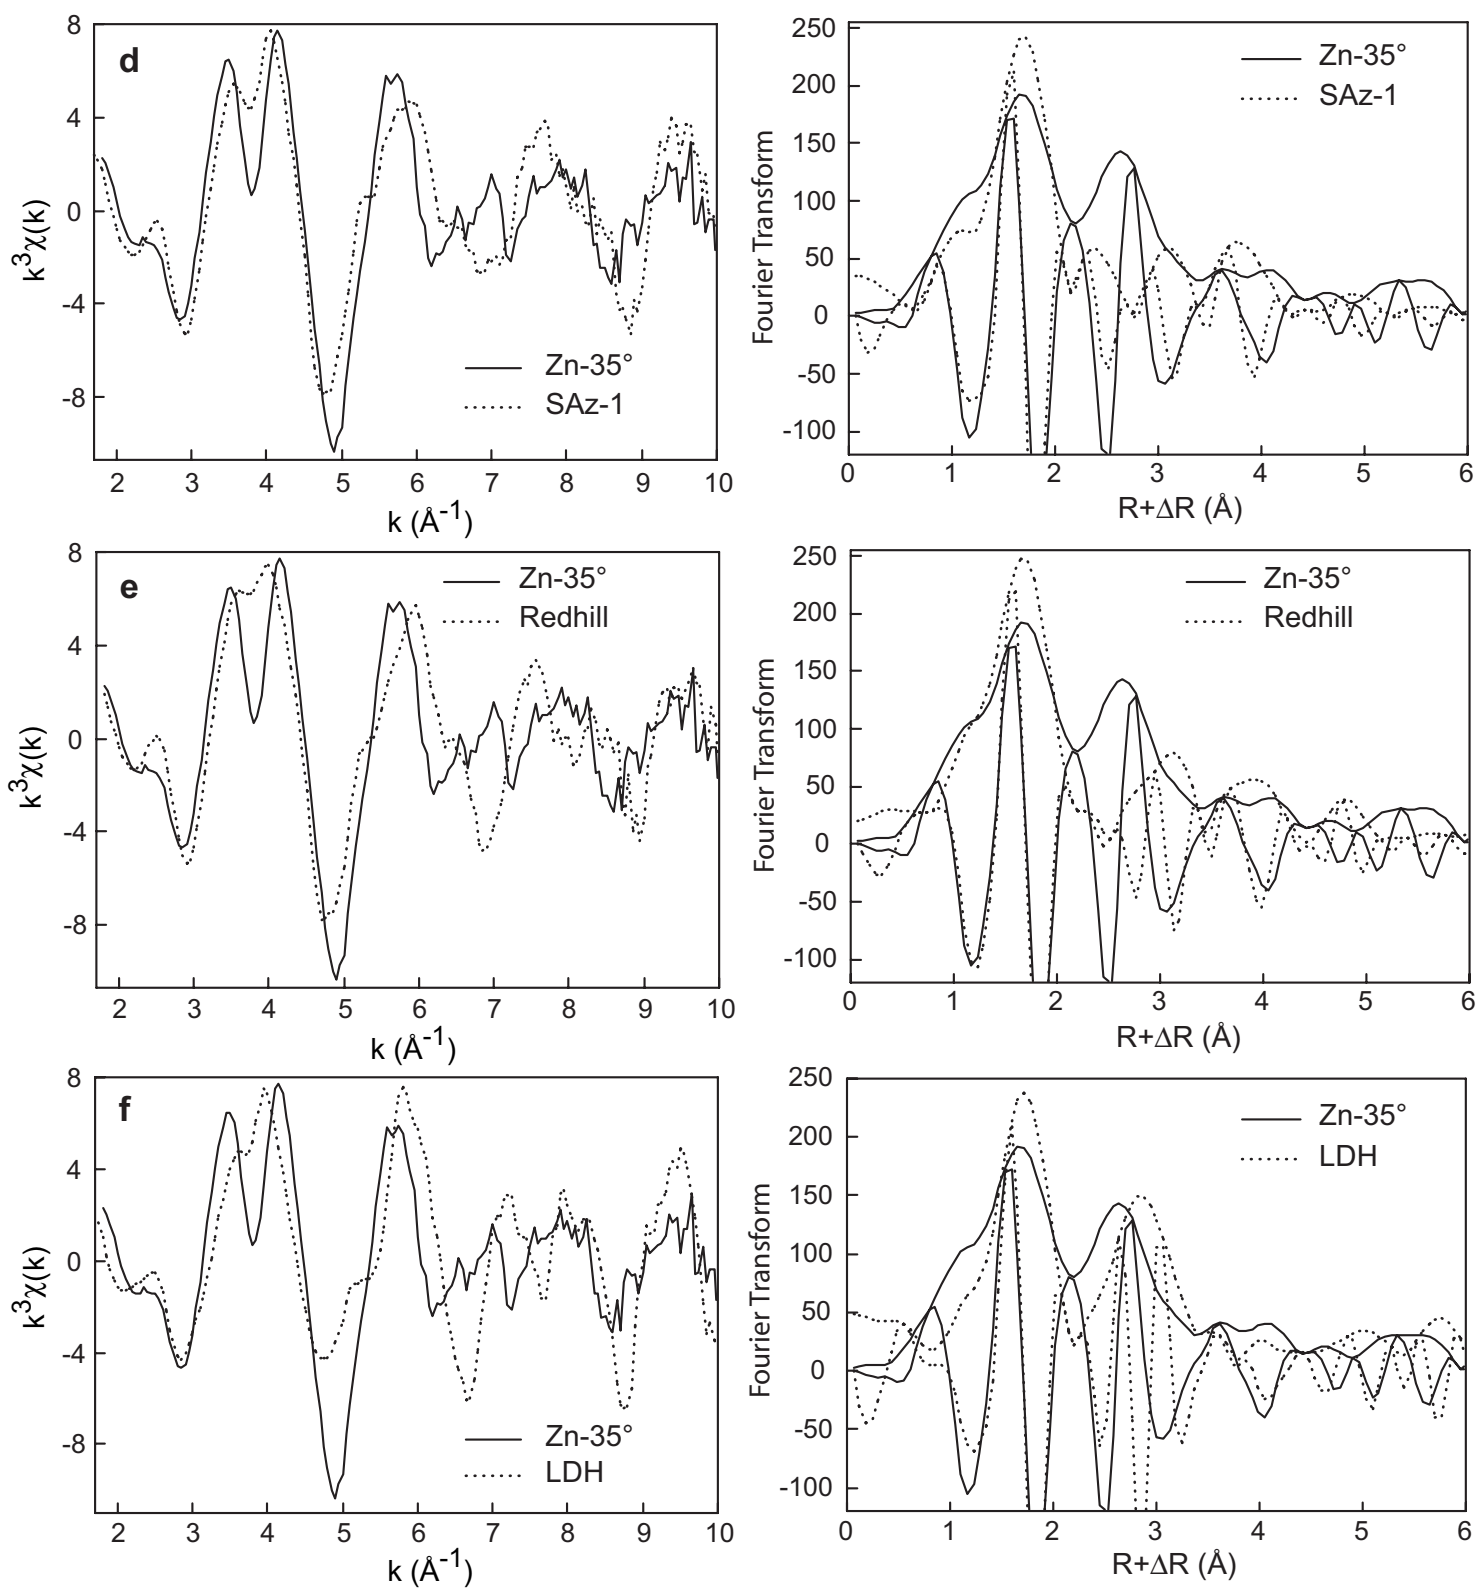 d
8
4
0
-4
-8
k³χ(k)
Zn-35°
SAz-1
2 3 4 5 6 7 8 9 10
k (Å⁻¹)
250
200
150
100
50
0
-50
-100
Fourier Transform
Zn-35°
SAz-1
0 1 2 3 4 5 6
R+ΔR (Å)
e
8
4
0
-4
-8
k³χ(k)
Zn-35°
Redhill
2 3 4 5 6 7 8 9 10
k (Å⁻¹)
250
200
150
100
50
0
-50
-100
Fourier Transform
Zn-35°
Redhill
0 1 2 3 4 5 6
R+ΔR (Å)
f
8
4
0
-4
-8
k³χ(k)
Zn-35°
LDH
2 3 4 5 6 7 8 9 10
k (Å⁻¹)
250
200
150
100
50
0
-50
-100
Fourier Transform
Zn-35°
LDH
0 1 2 3 4 5 6
R+ΔR (Å)